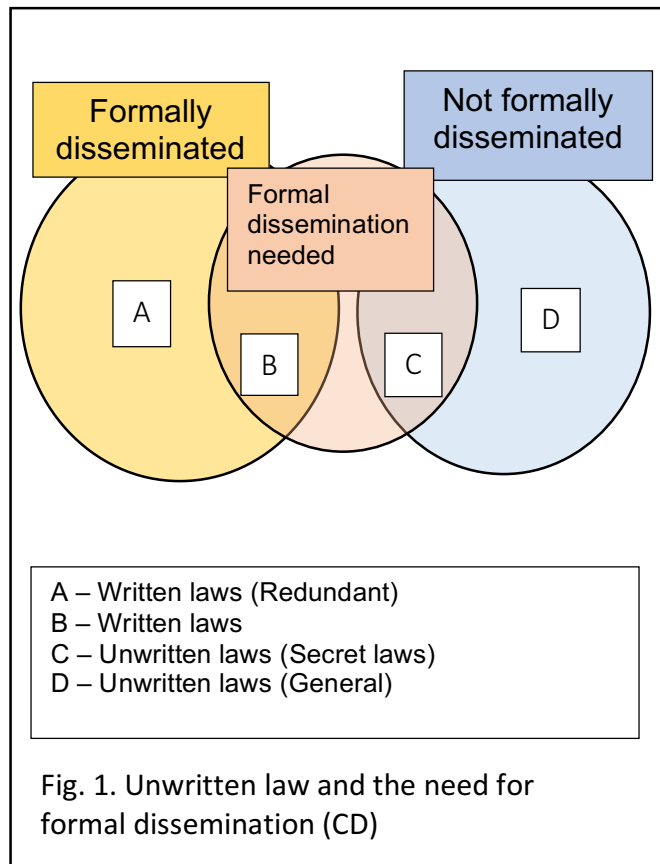 Formally
disseminated
Not formally
disseminated
Formal
dissemination
needed
A
B
C
D
A – Written laws (Redundant)
B – Written laws
C – Unwritten laws (Secret laws)
D – Unwritten laws (General)
Fig. 1. Unwritten law and the need for
formal dissemination (CD)